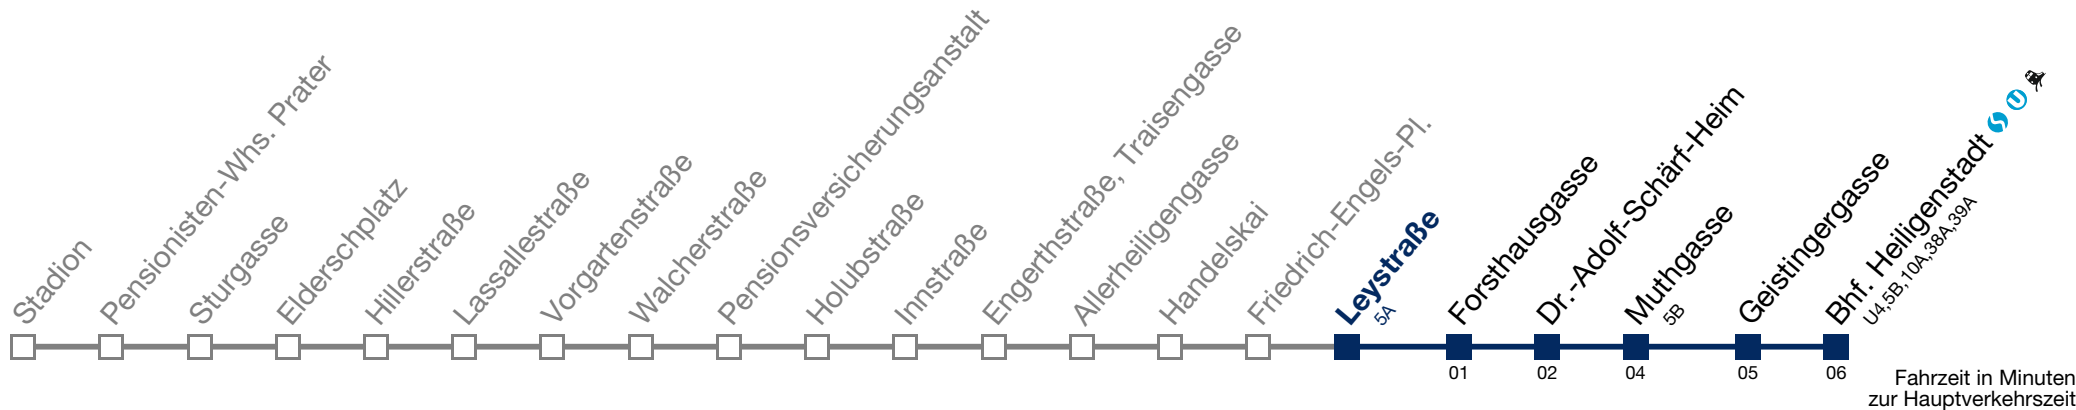 Stadion
Pensionisten-Whs. Prater
Sturgasse
Elderschplatz
Hillerstraße
Lassallestraße
Vorgartenstraße
Walcherstraße
Pensionsversicherungsanstalt
Holubstraße
Innstraße
Engerthstraße, Traisengasse
Allerheiligengasse
Handelskai
Friedrich-Engels-Pl.
Leystraße
5A
Forsthausgasse
Dr.-Adolf-Schärf-Heim
Muthgasse
5B
Geistingergasse
Bhf. Heiligenstadt S U
U4,5B,10A,38A,39A
01
02
04
05
06
Fahrzeit in Minuten
zur Hauptverkehrszeit